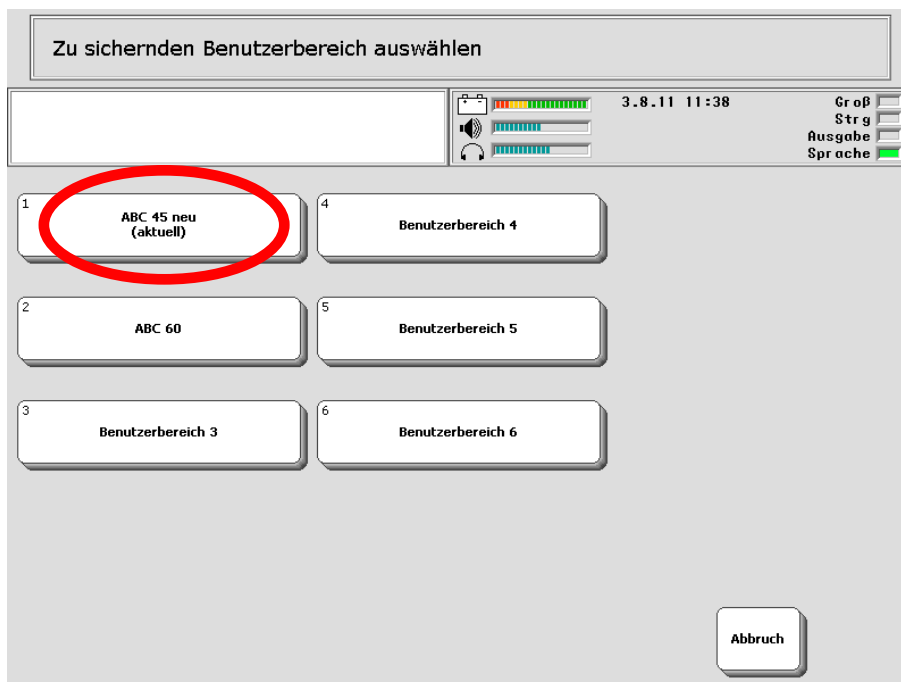 Zu sichernden Benutzerbereich auswählen
3.8.11 11:38
Groß
Strg
Ausgabe
Sprache
1
ABC 45 neu
(aktuell)
4
Benutzerbereich 4
2
ABC 60
5
Benutzerbereich 5
3
Benutzerbereich 3
6
Benutzerbereich 6
Abbruch